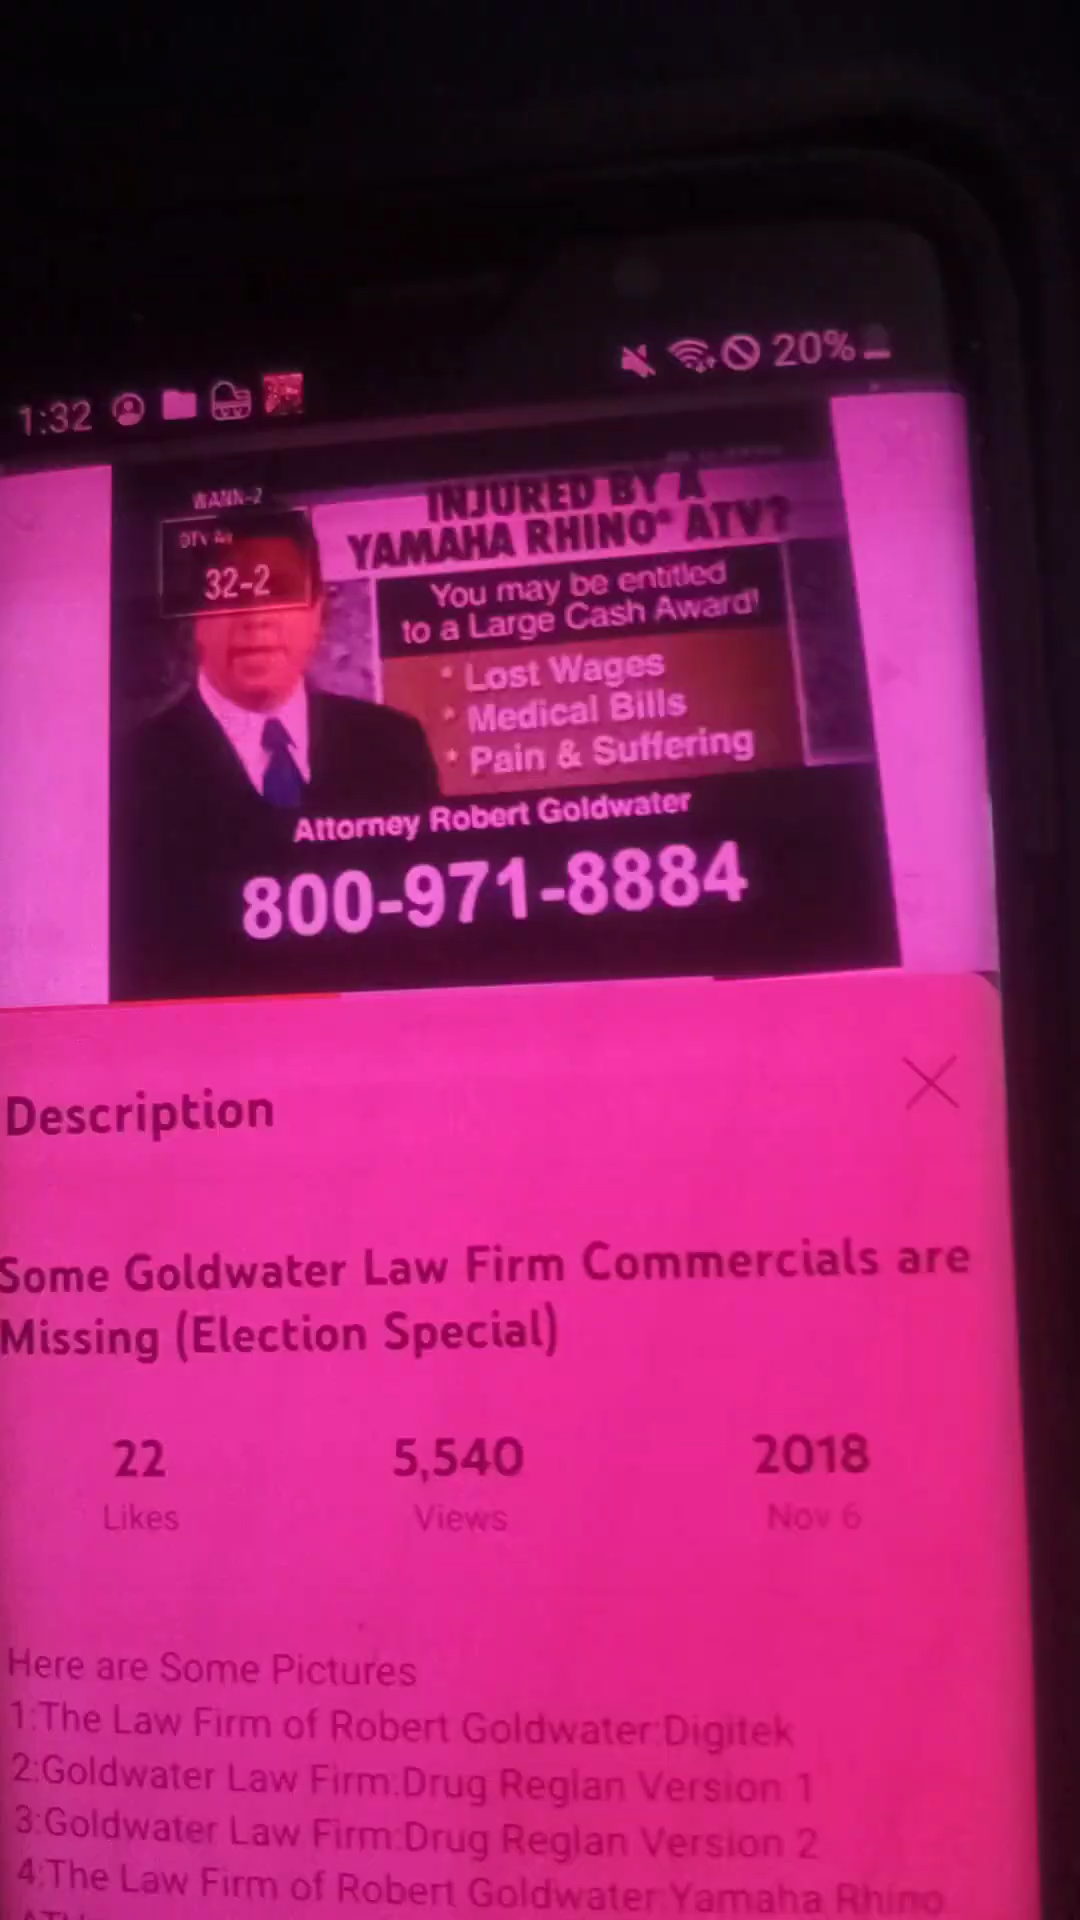 1:32
20%
WANN-2
DTV Air
32-2
INJURED BY A
YAMAHA RHINO® ATV?
You may be entitled
to a Large Cash Award!
* Lost Wages
* Medical Bills
* Pain & Suffering
Attorney Robert Goldwater
800-971-8884
Description
Some Goldwater Law Firm Commercials are
Missing (Election Special)
22
5,540
2018
Likes
Views
Nov 6
Here are Some Pictures
1:The Law Firm of Robert Goldwater:Digitek
2:Goldwater Law Firm:Drug Reglan Version 1
3:Goldwater Law Firm:Drug Reglan Version 2
4:The Law Firm of Robert Goldwater:Yamaha Rhino